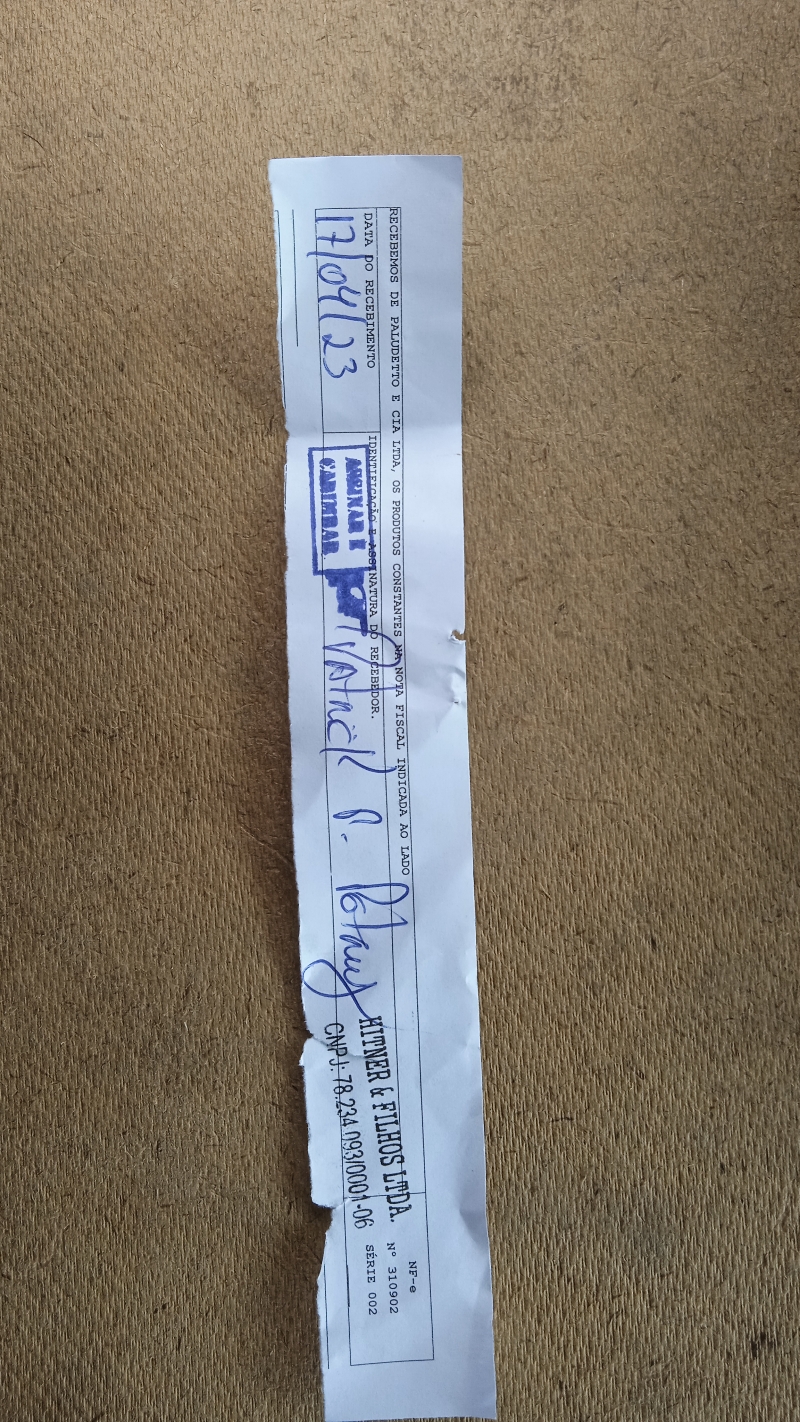 RECEBEMOS DE PALUDETTO E CIA LTDA, OS PRODUTOS CONSTANTES NA NOTA FISCAL INDICADA AO LADO
DATA DO RECEBIMENTO
17/04/23
IDENTIFICAÇÃO E ASSINATURA DO RECEBEDOR.
ASSINAR E
CARIMBAR
Patrick P.
HITNER & FILHOS LTDA.
CNPJ: 78.234.093/0001-06
NF-e
Nº 310902
SÉRIE 002